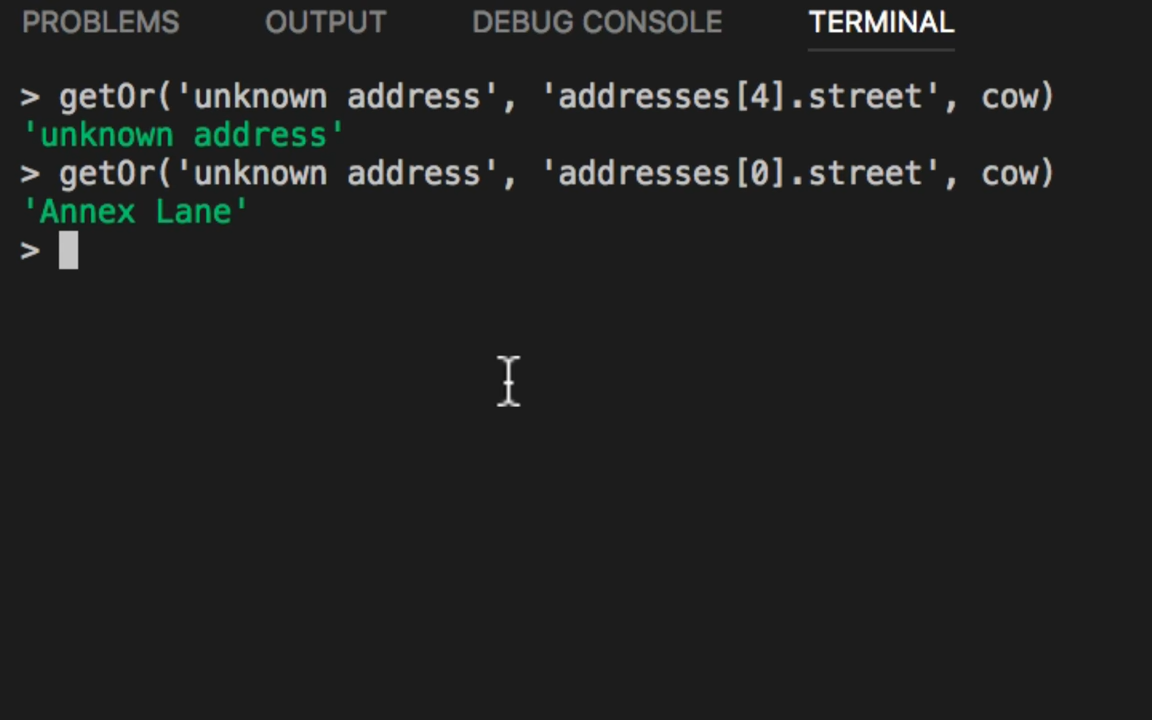 PROBLEMS OUTPUT DEBUG CONSOLE TERMINAL
> getOr('unknown address', 'addresses[4].street', cow)
'unknown address'
> getOr('unknown address', 'addresses[0].street', cow)
'Annex Lane'
>